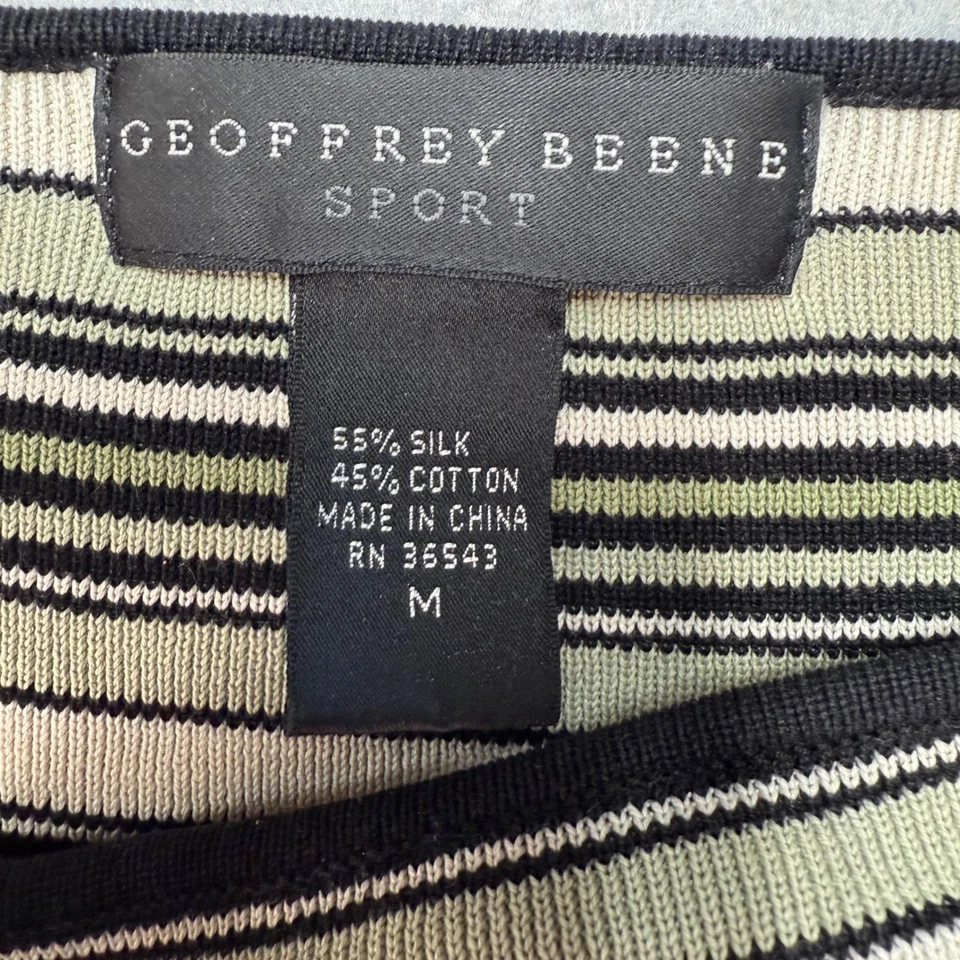 GEOFFREY BEENE
SPORT
55% SILK
45% COTTON
MADE IN CHINA
RN 36543
M